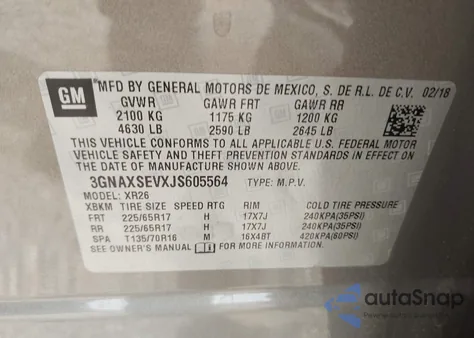 GM
MFD BY GENERAL MOTORS DE MEXICO, S. DE R.L. DE C.V. 02/18
GVWR GAWR FRT GAWR RR
2100 KG 1175 KG 1200 KG
4630 LB 2590 LB 2645 LB
THIS VEHICLE CONFORMS TO ALL APPLICABLE U.S. FEDERAL MOTOR
VEHICLE SAFETY AND THEFT PREVENTION STANDARDS IN EFFECT ON
THE DATE OF MANUFACTURE SHOWN ABOVE.
3GNAXSEVXJS605564 TYPE: M.P.V.
MODEL: XR26
XBKM TIRE SIZE SPEED RTG RIM COLD TIRE PRESSURE
FRT 225/65R17 H 17X7J 240KPA(35PSI)
RR 225/65R17 H 17X7J 240KPA(35PSI)
SPA T135/70R16 M 16X4BT 420KPA(60PSI)
SEE OWNER'S MANUAL FOR MORE INFORMATION.
autoSnap